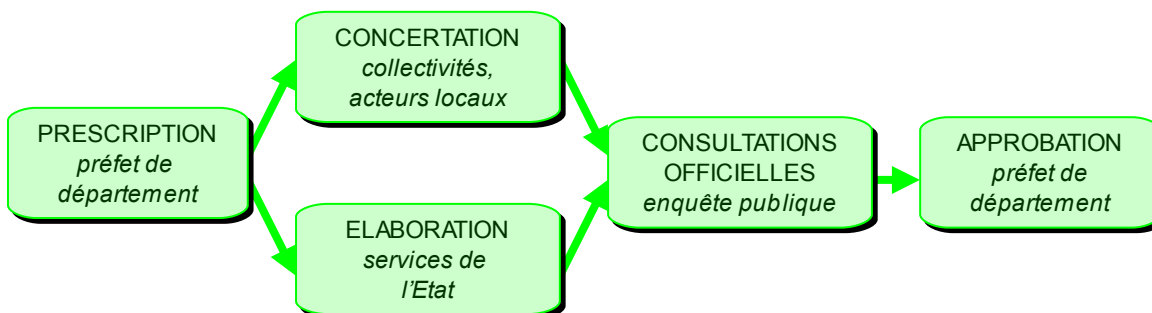 PRESCRIPTION
préfet de
département
CONCERTATION
collectivités,
acteurs locaux
ELABORATION
services de
l'Etat
CONSULTATIONS
OFFICIELLES
enquête publique
APPROBATION
préfet de
département